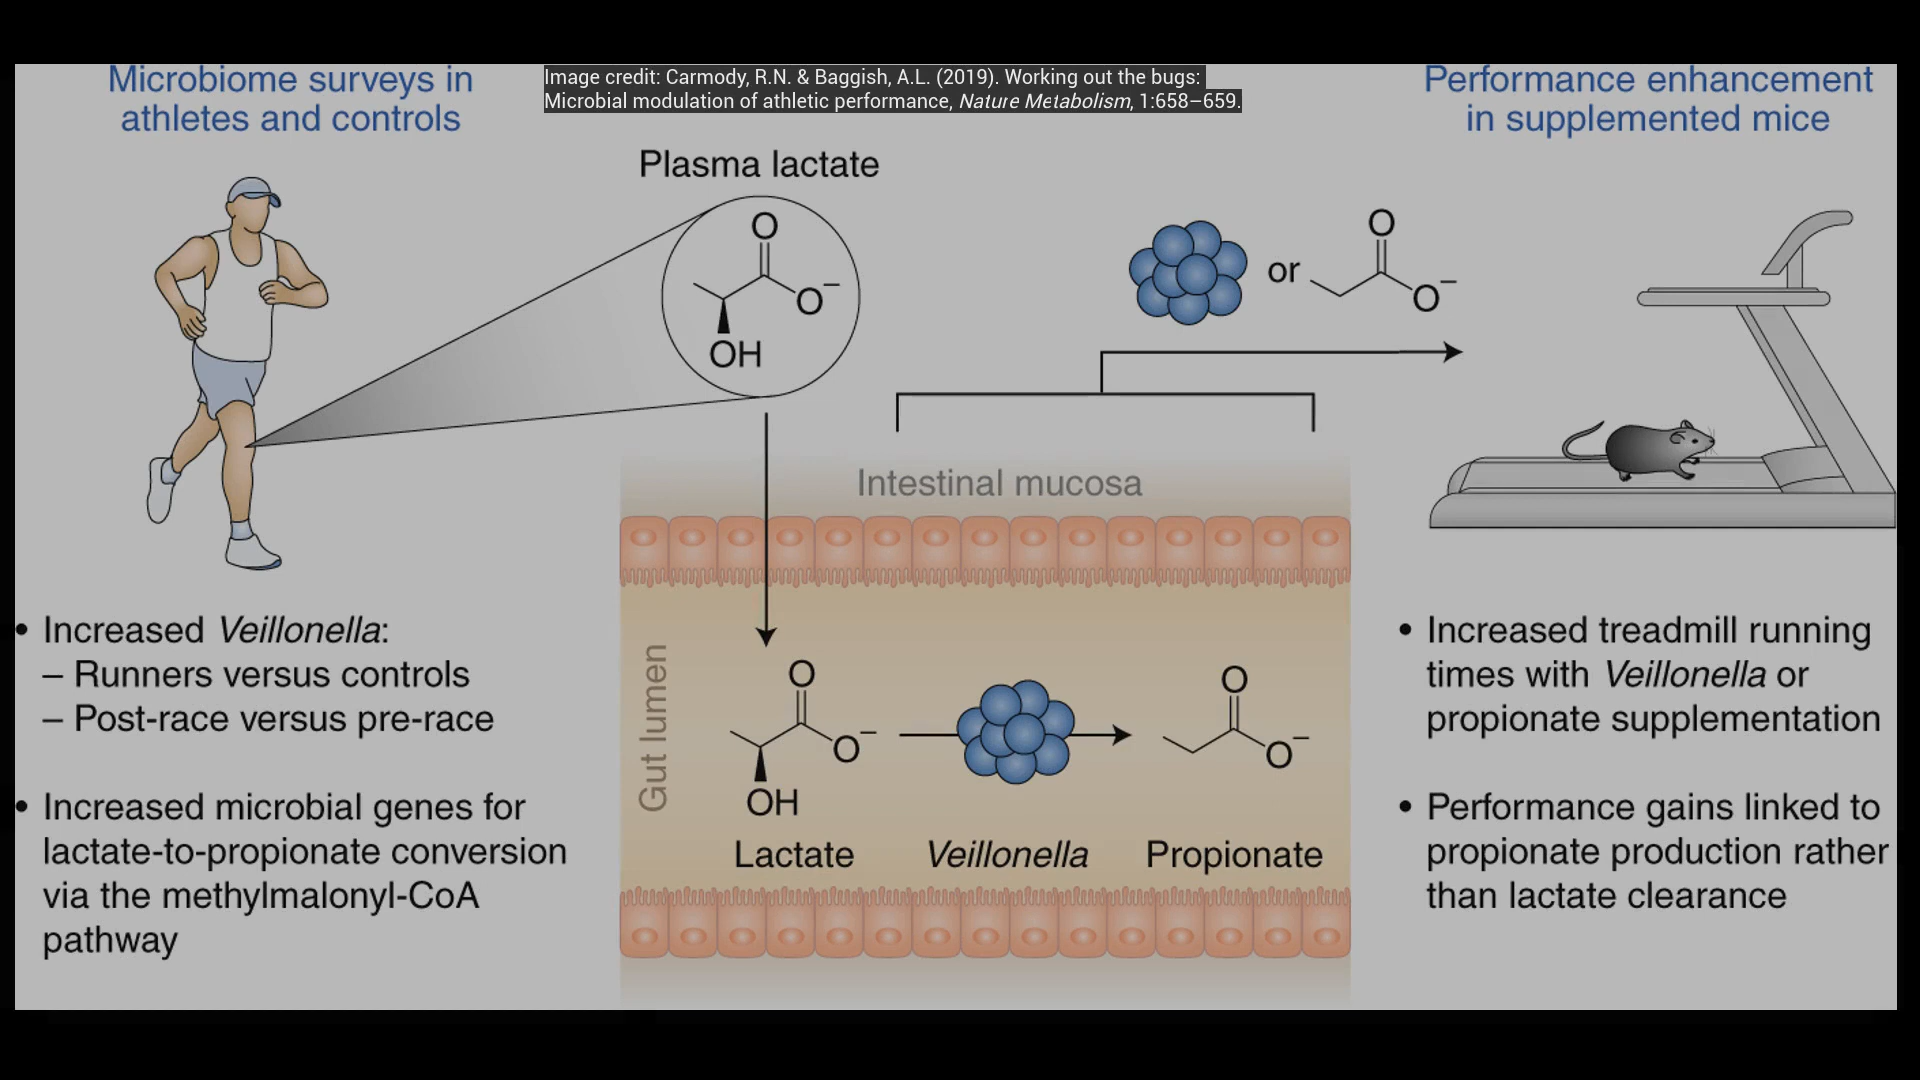 Microbiome surveys in
athletes and controls
Image credit: Carmody, R.N. & Baggish, A.L. (2019). Working out the bugs:
Microbial modulation of athletic performance, Nature Metabolism, 1:658–659.
Performance enhancement
in supplemented mice
Plasma lactate
O
O−
OH
or
O
O−
Intestinal mucosa
Gut lumen
O
O−
OH
O
O−
Lactate
Veillonella
Propionate
• Increased Veillonella:
– Runners versus controls
– Post-race versus pre-race
• Increased microbial genes for
lactate-to-propionate conversion
via the methylmalonyl-CoA
pathway
• Increased treadmill running
times with Veillonella or
propionate supplementation
• Performance gains linked to
propionate production rather
than lactate clearance